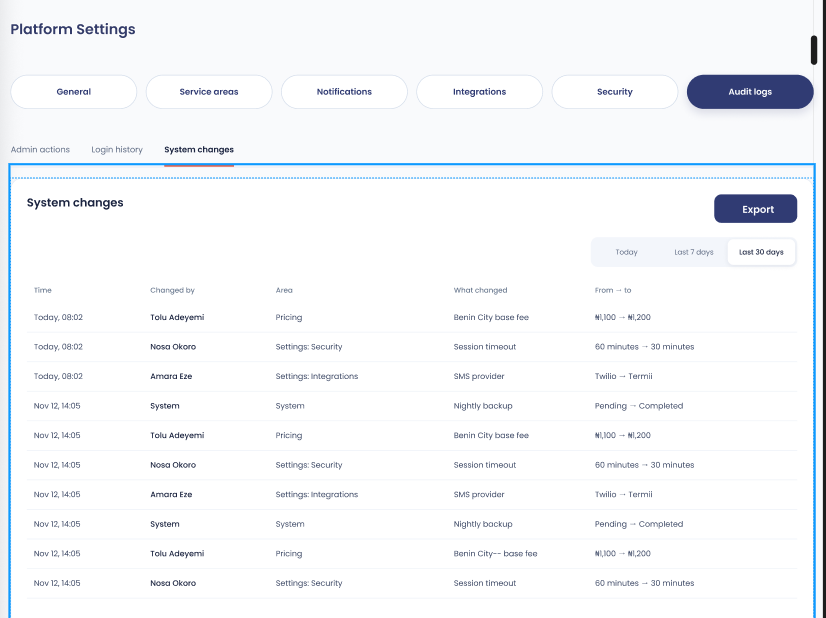 Platform Settings
General Service areas Notifications Integrations Security Audit logs
Admin actions Login history System changes
System changes
Export
Today Last 7 days Last 30 days
Time Changed by Area What changed From → to
Today, 08:02 Tolu Adeyemi Pricing Benin City base fee ₦1,100 → ₦1,200
Today, 08:02 Nosa Okoro Settings: Security Session timeout 60 minutes → 30 minutes
Today, 08:02 Amara Eze Settings: Integrations SMS provider Twilio → Termii
Nov 12, 14:05 System System Nightly backup Pending → Completed
Nov 12, 14:05 Tolu Adeyemi Pricing Benin City base fee ₦1,100 → ₦1,200
Nov 12, 14:05 Nosa Okoro Settings: Security Session timeout 60 minutes → 30 minutes
Nov 12, 14:05 Amara Eze Settings: Integrations SMS provider Twilio → Termii
Nov 12, 14:05 System System Nightly backup Pending → Completed
Nov 12, 14:05 Tolu Adeyemi Pricing Benin City-- base fee ₦1,100 → ₦1,200
Nov 12, 14:05 Nosa Okoro Settings: Security Session timeout 60 minutes → 30 minutes